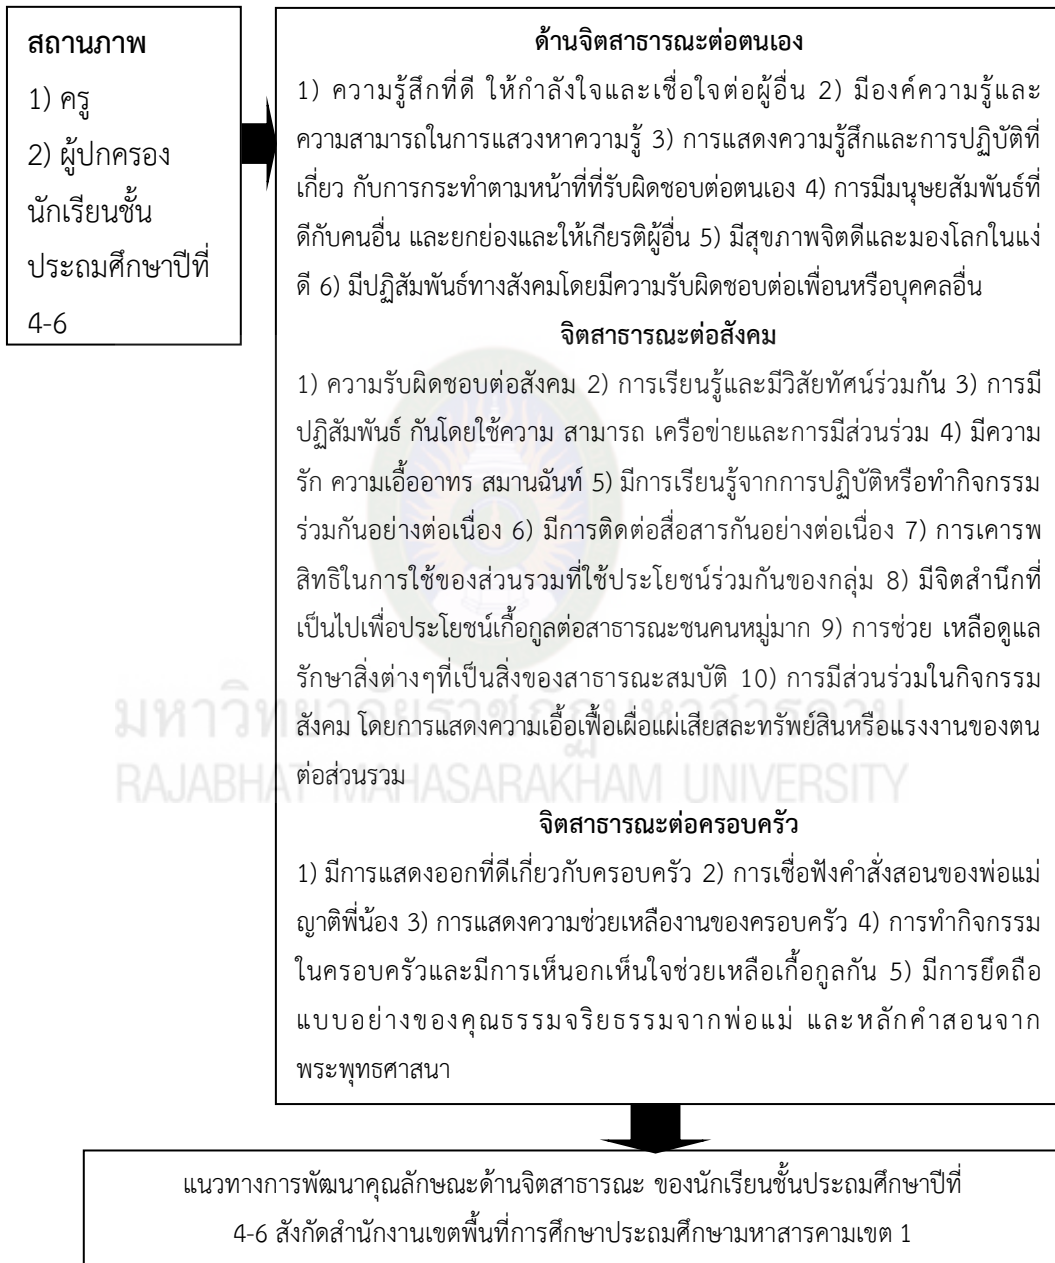 สถานภาพ
1) ครู
2) ผู้ปกครอง
นักเรียนชั้น
ประถมศึกษาปีที่
4-6
ด้านจิตสาธารณะต่อตนเอง
1) ความรู้สึกที่ดี ให้กำลังใจและเชื่อใจต่อผู้อื่น 2) มีองค์ความรู้และ
ความสามารถในการแสวงหาความรู้ 3) การแสดงความรู้สึกและการปฏิบัติที่
เกี่ยว กับการกระทำตามหน้าที่ที่รับผิดชอบต่อตนเอง 4) การมีมนุษยสัมพันธ์ที่
ดีกับคนอื่น และยกย่องและให้เกียรติผู้อื่น 5) มีสุขภาพจิตดีและมองโลกในแง่
ดี 6) มีปฏิสัมพันธ์ทางสังคมโดยมีความรับผิดชอบต่อเพื่อนหรือบุคคลอื่น
จิตสาธารณะต่อสังคม
1) ความรับผิดชอบต่อสังคม 2) การเรียนรู้และมีวิสัยทัศน์ร่วมกัน 3) การมี
ปฏิสัมพันธ์ กันโดยใช้ความ สามารถ เครือข่ายและการมีส่วนร่วม 4) มีความ
รัก ความเอื้ออาทร สมานฉันท์ 5) มีการเรียนรู้จากการปฏิบัติหรือทำกิจกรรม
ร่วมกันอย่างต่อเนื่อง 6) มีการติดต่อสื่อสารกันอย่างต่อเนื่อง 7) การเคารพ
สิทธิในการใช้ของส่วนรวมที่ใช้ประโยชน์ร่วมกันของกลุ่ม 8) มีจิตสำนึกที่
เป็นไปเพื่อประโยชน์เกื้อกูลต่อสาธารณะชนคนหมู่มาก 9) การช่วย เหลือดูแล
รักษาสิ่งต่างๆที่เป็นสิ่งของสาธารณะสมบัติ 10) การมีส่วนร่วมในกิจกรรม
สังคม โดยการแสดงความเอื้อเฟื้อเผื่อแผ่เสียสละทรัพย์สินหรือแรงงานของตน
ต่อส่วนรวม
มหาวิทยาลัยราชภัฏมหาสารคาม
RAJABHAT MAHASARAKHAM UNIVERSITY
จิตสาธารณะต่อครอบครัว
1) มีการแสดงออกที่ดีเกี่ยวกับครอบครัว 2) การเชื่อฟังคำสั่งสอนของพ่อแม่
ญาติพี่น้อง 3) การแสดงความช่วยเหลืองานของครอบครัว 4) การทำกิจกรรม
ในครอบครัวและมีการเห็นอกเห็นใจช่วยเหลือเกื้อกูลกัน 5) มีการยึดถือ
แบบอย่างของคุณธรรมจริยธรรมจากพ่อแม่ และหลักคำสอนจาก
พระพุทธศาสนา
แนวทางการพัฒนาคุณลักษณะด้านจิตสาธารณะ ของนักเรียนชั้นประถมศึกษาปีที่
4-6 สังกัดสำนักงานเขตพื้นที่การศึกษาประถมศึกษามหาสารคามเขต 1